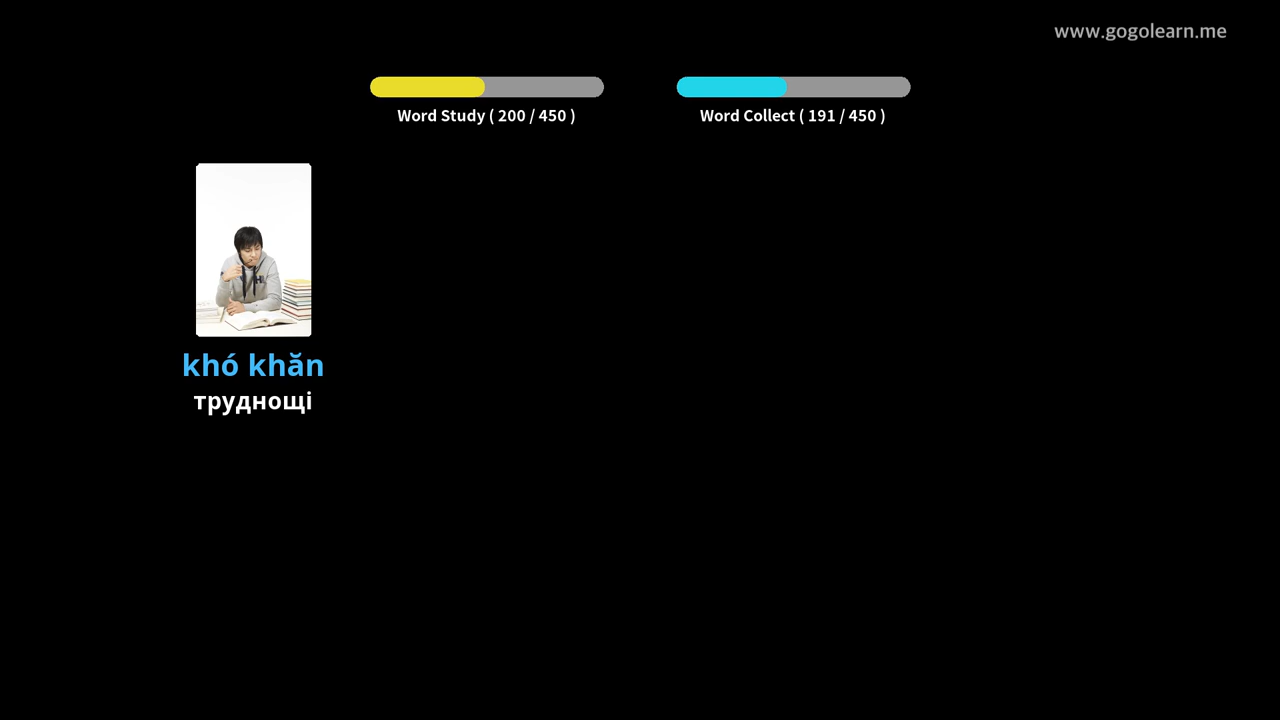 www.gogolearn.me
Word Study ( 200 / 450 )
Word Collect ( 191 / 450 )
khó khăn
труднощі